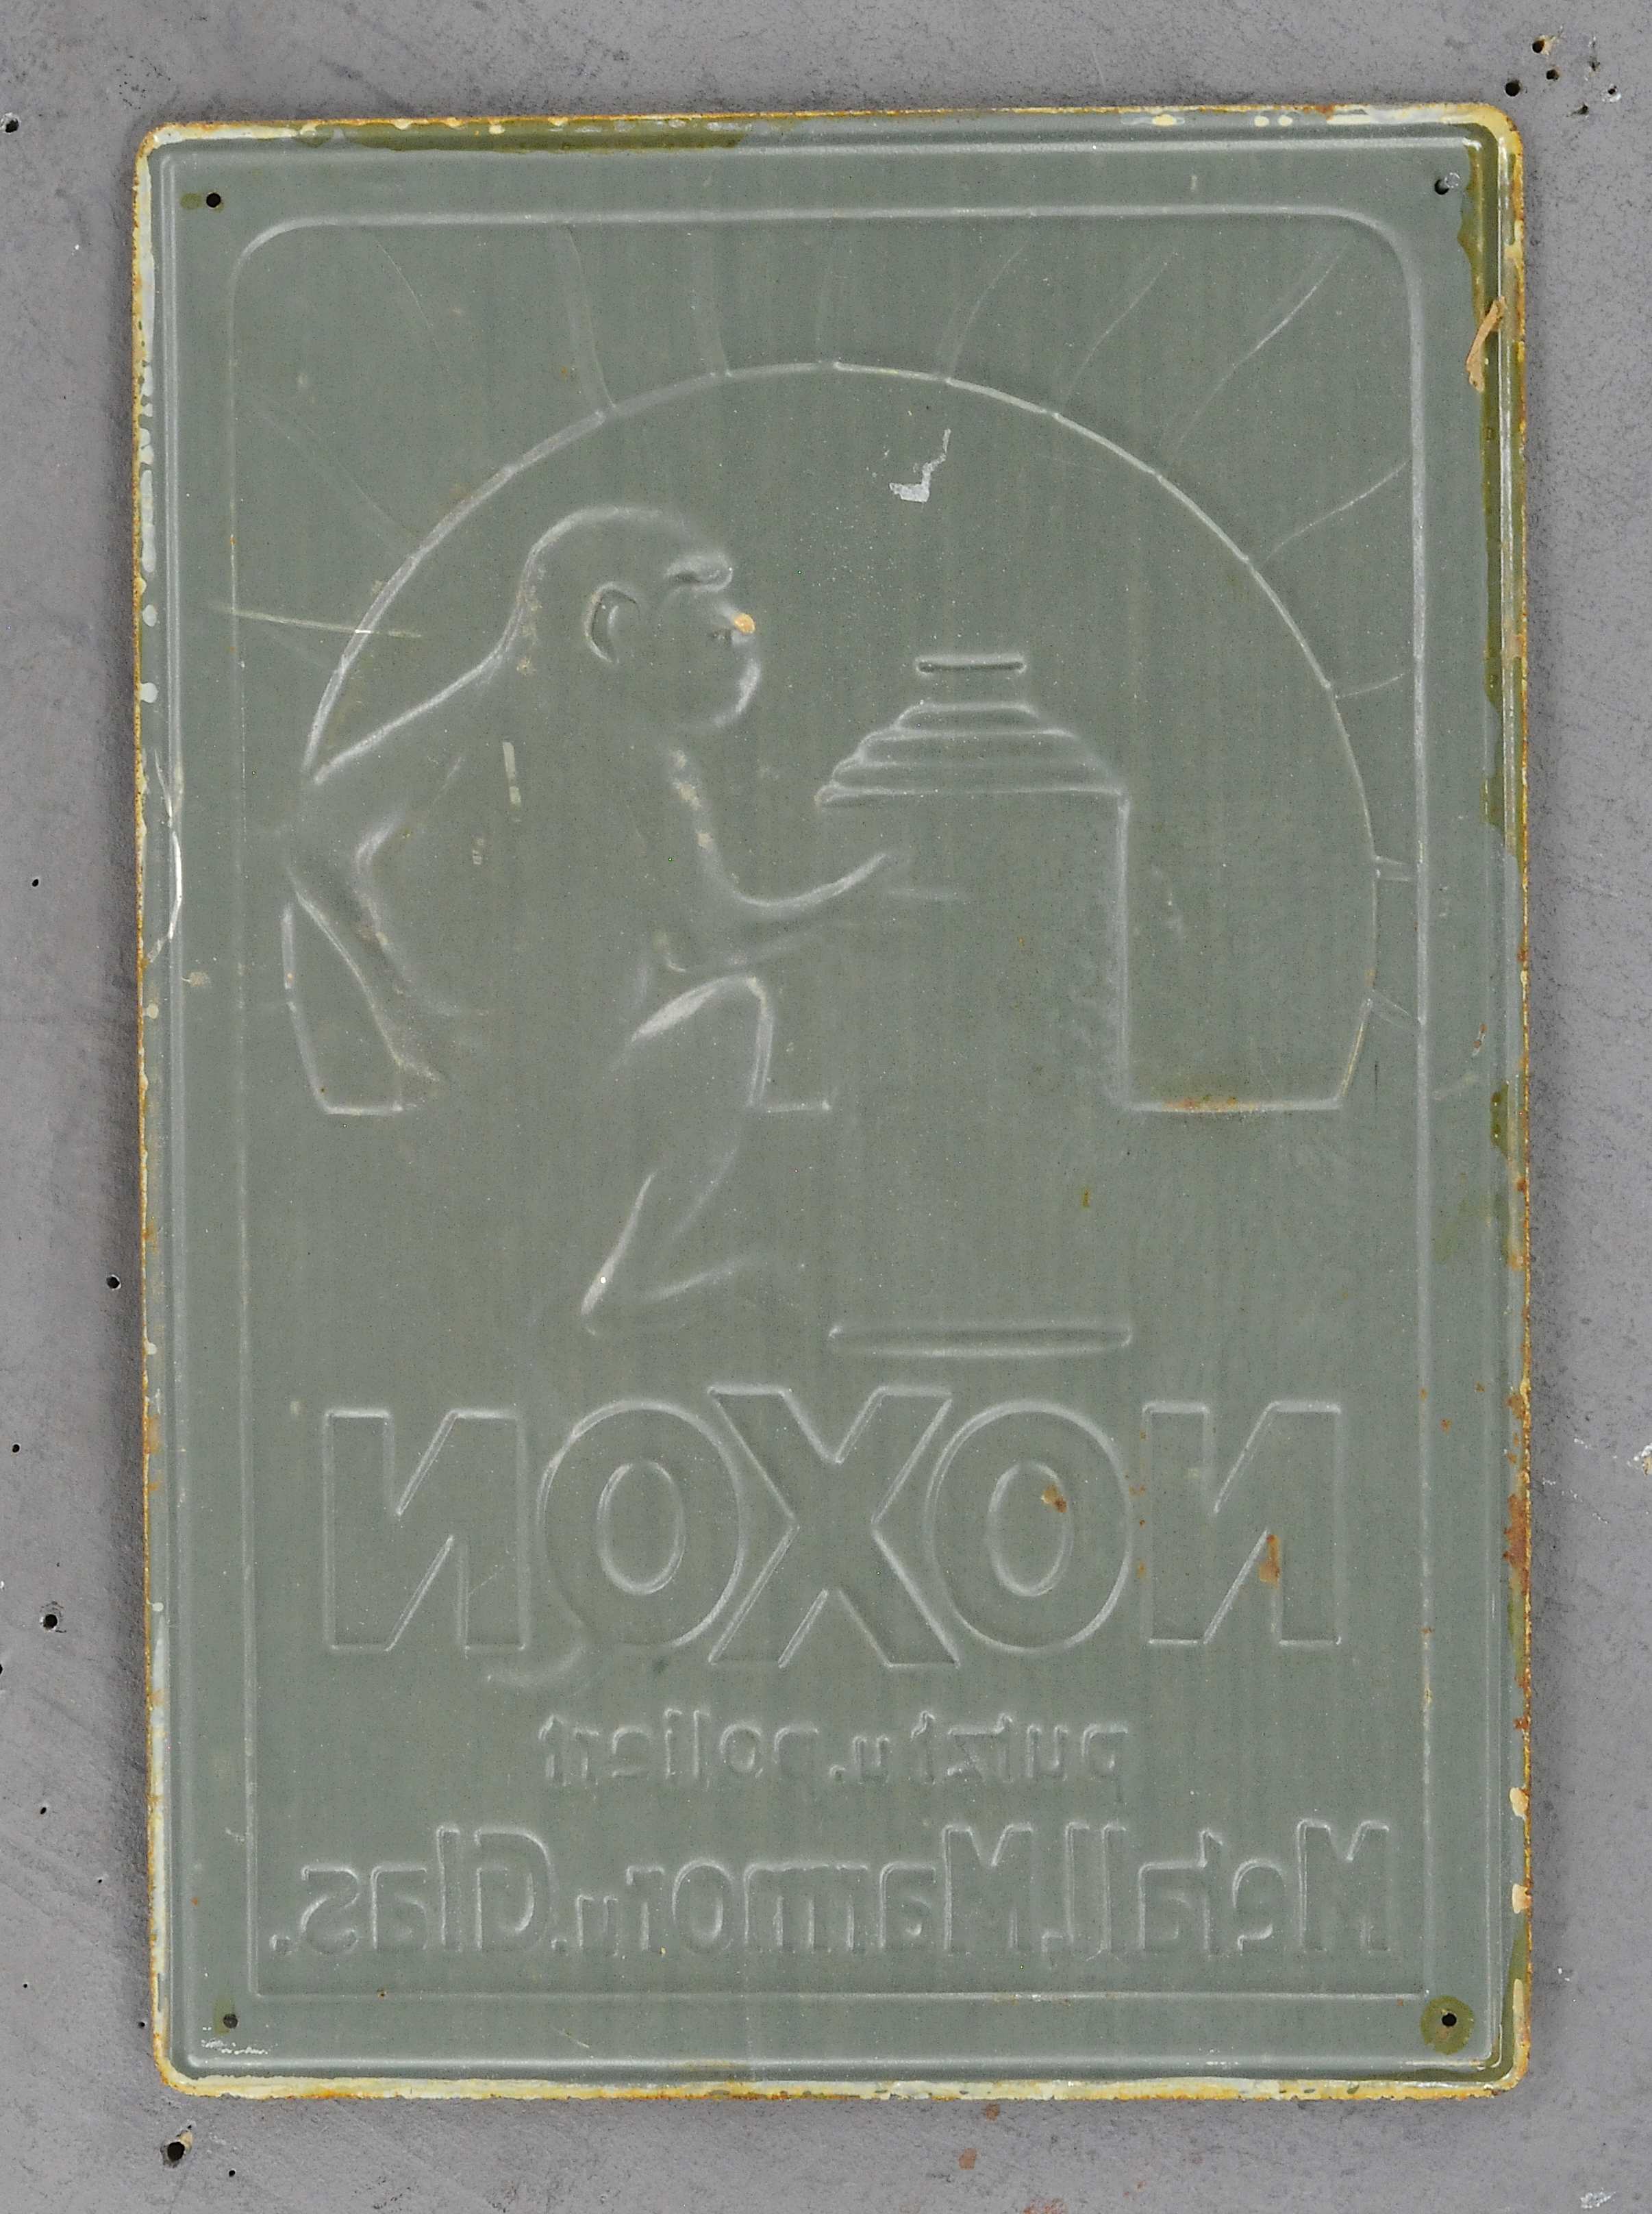 NOXON
putzt u. poliert
Metall, Marmor u. Glas.